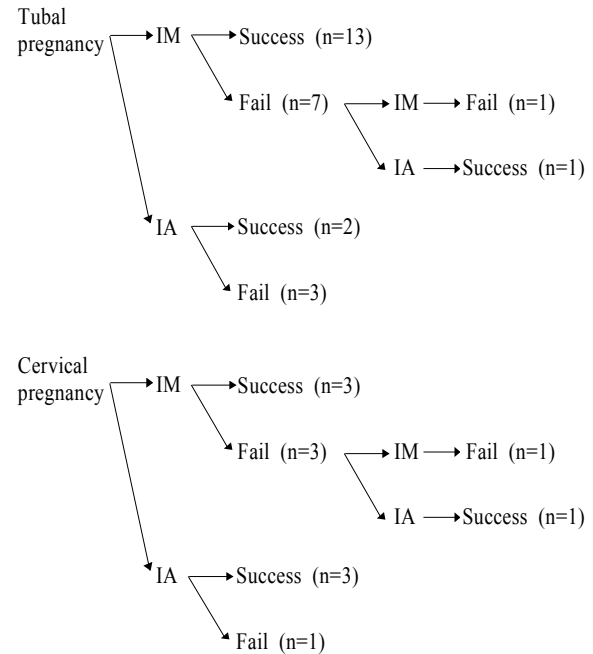 Tubal
pregnancy
IM
Success (n=13)
Fail (n=7)
IM
Fail (n=1)
IA
Success (n=1)
IA
Success (n=2)
Fail (n=3)
Cervical
pregnancy
IM
Success (n=3)
Fail (n=3)
IM
Fail (n=1)
IA
Success (n=1)
IA
Success (n=3)
Fail (n=1)